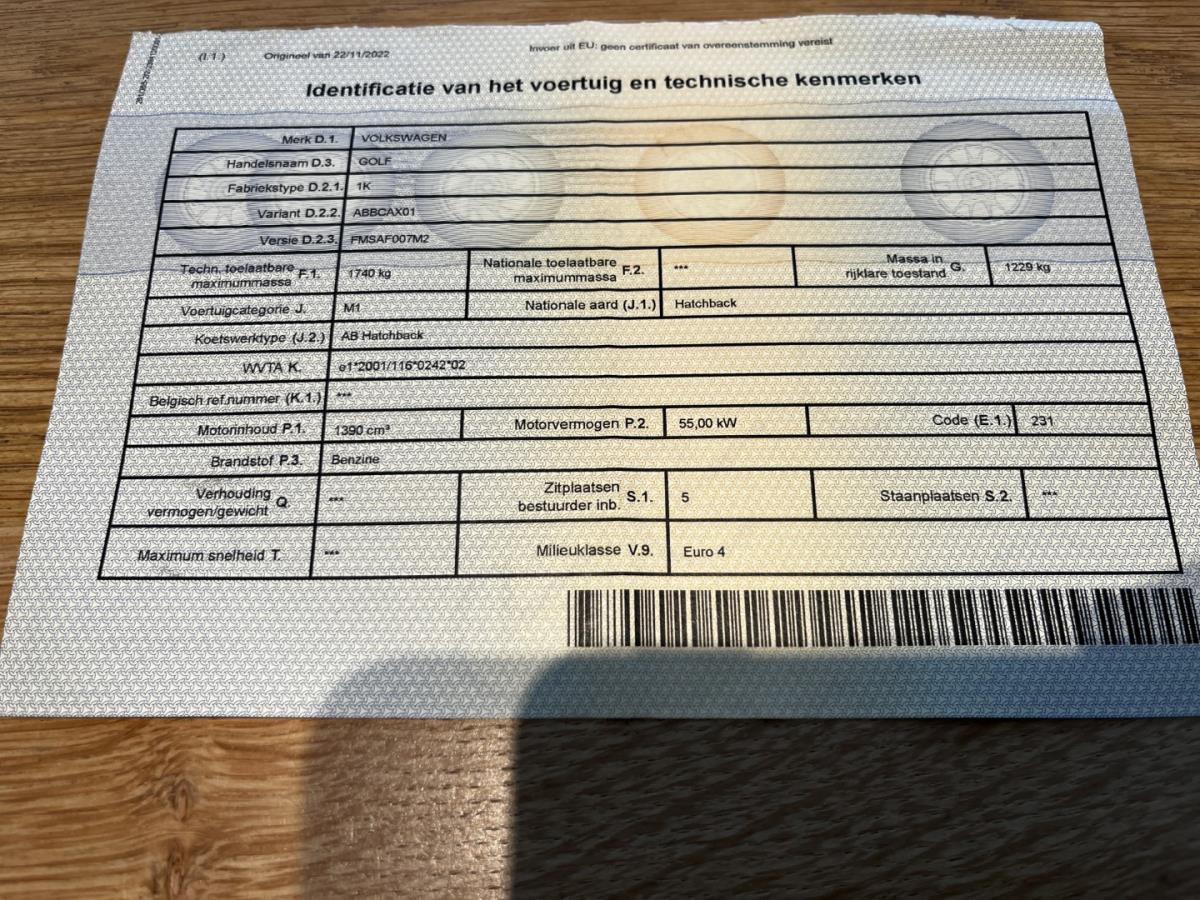 (I.1.) Origineel van 22/11/2022 Invoer uit EU: geen certificaat van overeenstemming vereist
Identificatie van het voertuig en technische kenmerken
Merk D.1. VOLKSWAGEN
Handelsnaam D.3. GOLF
Fabriekstype D.2.1. 1K
Variant D.2.2. ABBCAX01
Versie D.2.3. FMSAF007M2
Techn. toelaatbare maximummassa F.1. 1740 kg Nationale toelaatbare maximummassa F.2. *** Massa in rijklare toestand G. 1229 kg
Voertuigcategorie J. M1 Nationale aard (J.1.) Hatchback
Koetswerktype (J.2.) AB Hatchback
WVTA K. e1*2001/116*0242*02
Belgisch ref.nummer (K.1.) ***
Motorinhoud P.1. 1390 cm³ Motorvermogen P.2. 55,00 kW Code (E.1.) 231
Brandstof P.3. Benzine
Verhouding vermogen/gewicht Q. *** Zitplaatsen bestuurder inb. S.1. 5 Staanplaatsen S.2. ***
Maximum snelheid T. *** Milieuklasse V.9. Euro 4